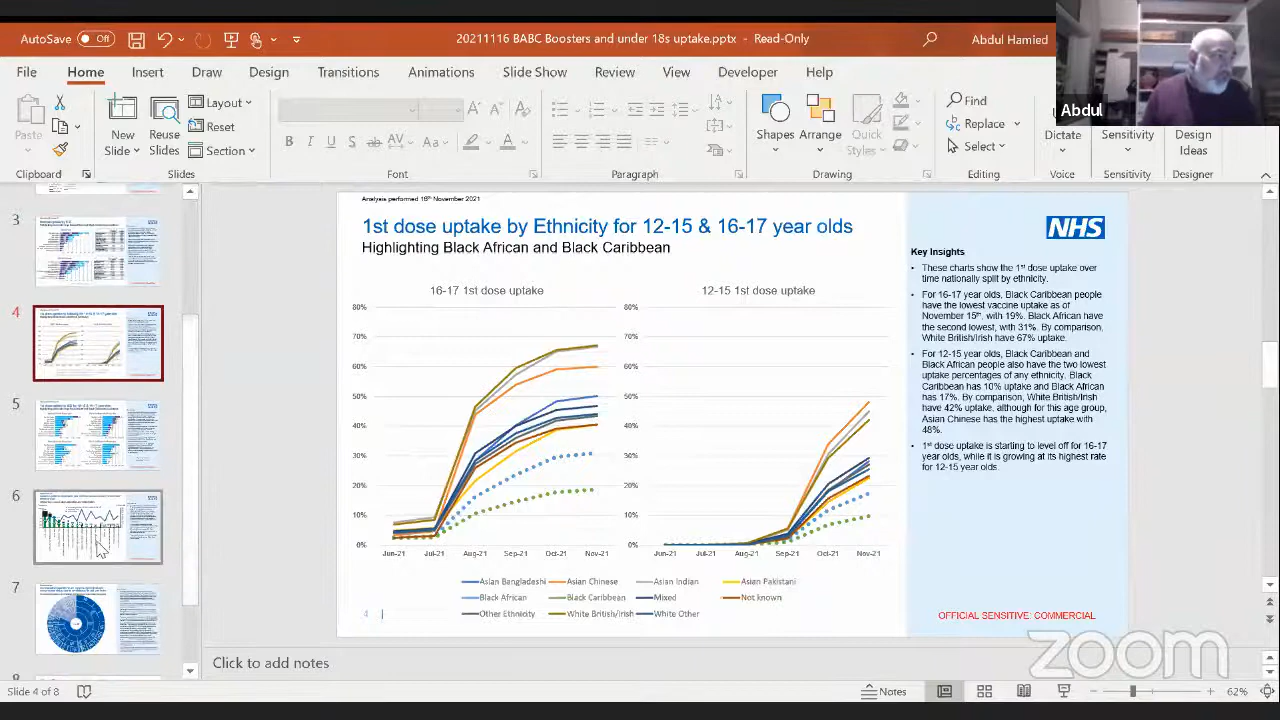 AutoSave Off
20211116 BABC Boosters and under 18s uptake.pptx - Read-Only
Abdul Hamied
File Home Insert Draw Design Transitions Animations Slide Show Review View Developer Help
Abdul
Paste
New Slide
Reuse Slides
Layout
Reset
Section
Shapes Arrange Quick Styles
Find
Replace
Select
Dictate
Sensitivity
Design Ideas
Clipboard Slides Font Paragraph Drawing Editing Voice Sensitivity Designer
3
4
5
6
7
8
Analysis performed 16th November 2021
1st dose uptake by Ethnicity for 12-15 & 16-17 year olds
Highlighting Black African and Black Caribbean
NHS
16-17 1st dose uptake
80%
70%
60%
50%
40%
30%
20%
10%
0%
Jun-21 Jul-21 Aug-21 Sep-21 Oct-21 Nov-21
12-15 1st dose uptake
80%
70%
60%
50%
40%
30%
20%
10%
0%
Jun-21 Jul-21 Aug-21 Sep-21 Oct-21 Nov-21
Asian Bangladeshi Asian Chinese Asian Indian Asian Pakistani
Black African Black Caribbean Mixed Not known
Other Ethnicity White British/Irish White Other
Key Insights
• These charts show the 1st dose uptake over
time nationally split by ethnicity.
• For 16-17 year olds, Black Caribbean people
have the lowest vaccine uptake as of
November 15th with 19%. Black African have
the second lowest with 31%. By comparison,
White British/Irish have 67% uptake.
• For 12-15 year olds, Black Caribbean and
Black African people also have the two lowest
uptake percentages of any ethnicity. Black
Caribbean has 10% uptake and Black African
has 17%. By comparison, White British/Irish
have 42% uptake, although for this age group,
Asian Chinese has the highest uptake with
48%.
• 1st dose uptake is starting to level off for 16-17
year olds, while it is growing at its highest rate
for 12-15 year olds.
4
OFFICIAL SENSITIVE COMMERCIAL
zoom
Click to add notes
Slide 4 of 8
Notes
62%